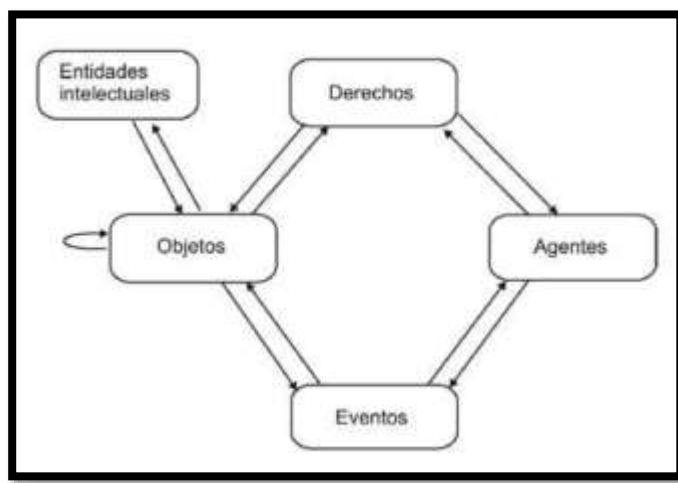 Entidades
intelectuales
Derechos
Objetos
Agentes
Eventos